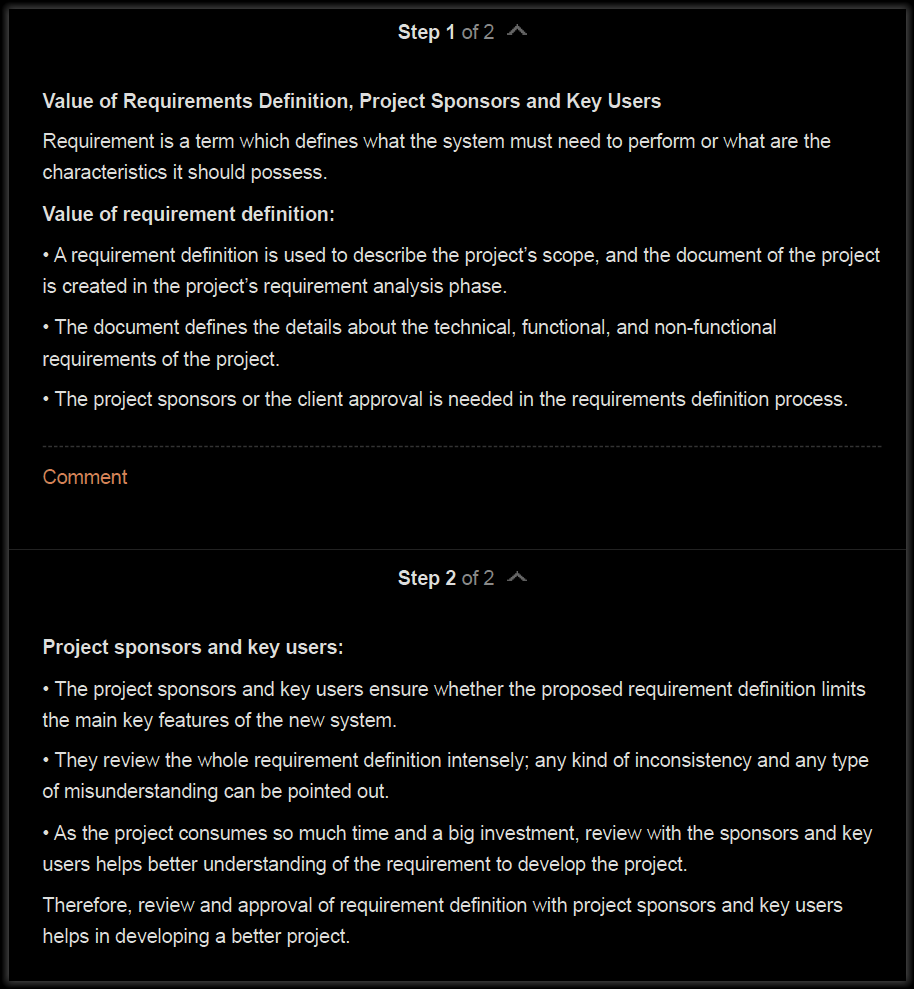 Step 1 of 2
Value of Requirements Definition, Project Sponsors and Key Users
Requirement is a term which defines what the system must need to perform or what are the
characteristics it should possess.
Value of requirement definition:
• A requirement definition is used to describe the project’s scope, and the document of the project
is created in the project’s requirement analysis phase.
• The document defines the details about the technical, functional, and non-functional
requirements of the project.
• The project sponsors or the client approval is needed in the requirements definition process.
Comment
Step 2 of 2
Project sponsors and key users:
• The project sponsors and key users ensure whether the proposed requirement definition limits
the main key features of the new system.
• They review the whole requirement definition intensely; any kind of inconsistency and any type
of misunderstanding can be pointed out.
• As the project consumes so much time and a big investment, review with the sponsors and key
users helps better understanding of the requirement to develop the project.
Therefore, review and approval of requirement definition with project sponsors and key users
helps in developing a better project.